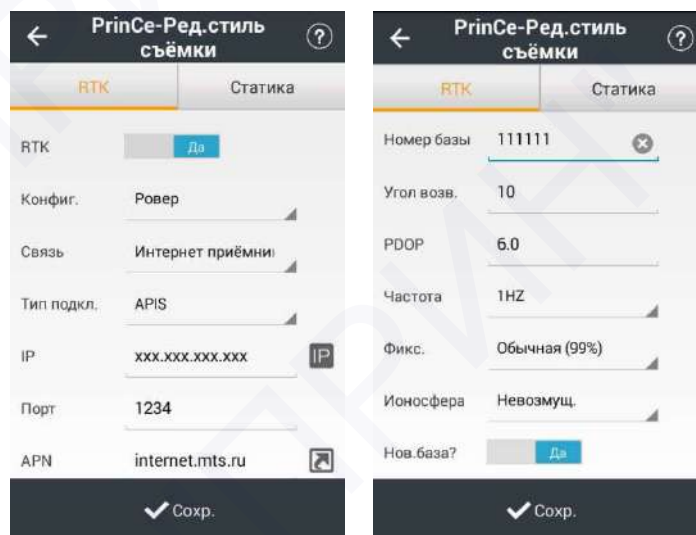 PrinCe-Ред.стиль
съёмки
?
RTK
Статика
RTK
Да
Конфиг.
Ровер
Связь
Интернет приёмни
Тип подкл.
APIS
IP
xxx.xxx.xxx.xxx
IP
Порт
1234
APN
internet.mts.ru
Сохр.
PrinCe-Ред.стиль
съёмки
?
RTK
Статика
Номер базы
111111
Угол возв.
10
PDOP
6.0
Частота
1HZ
Фикс.
Обычная (99%)
Ионосфера
Невозмущ.
Нов.база?
Да
Сохр.
ПРИН